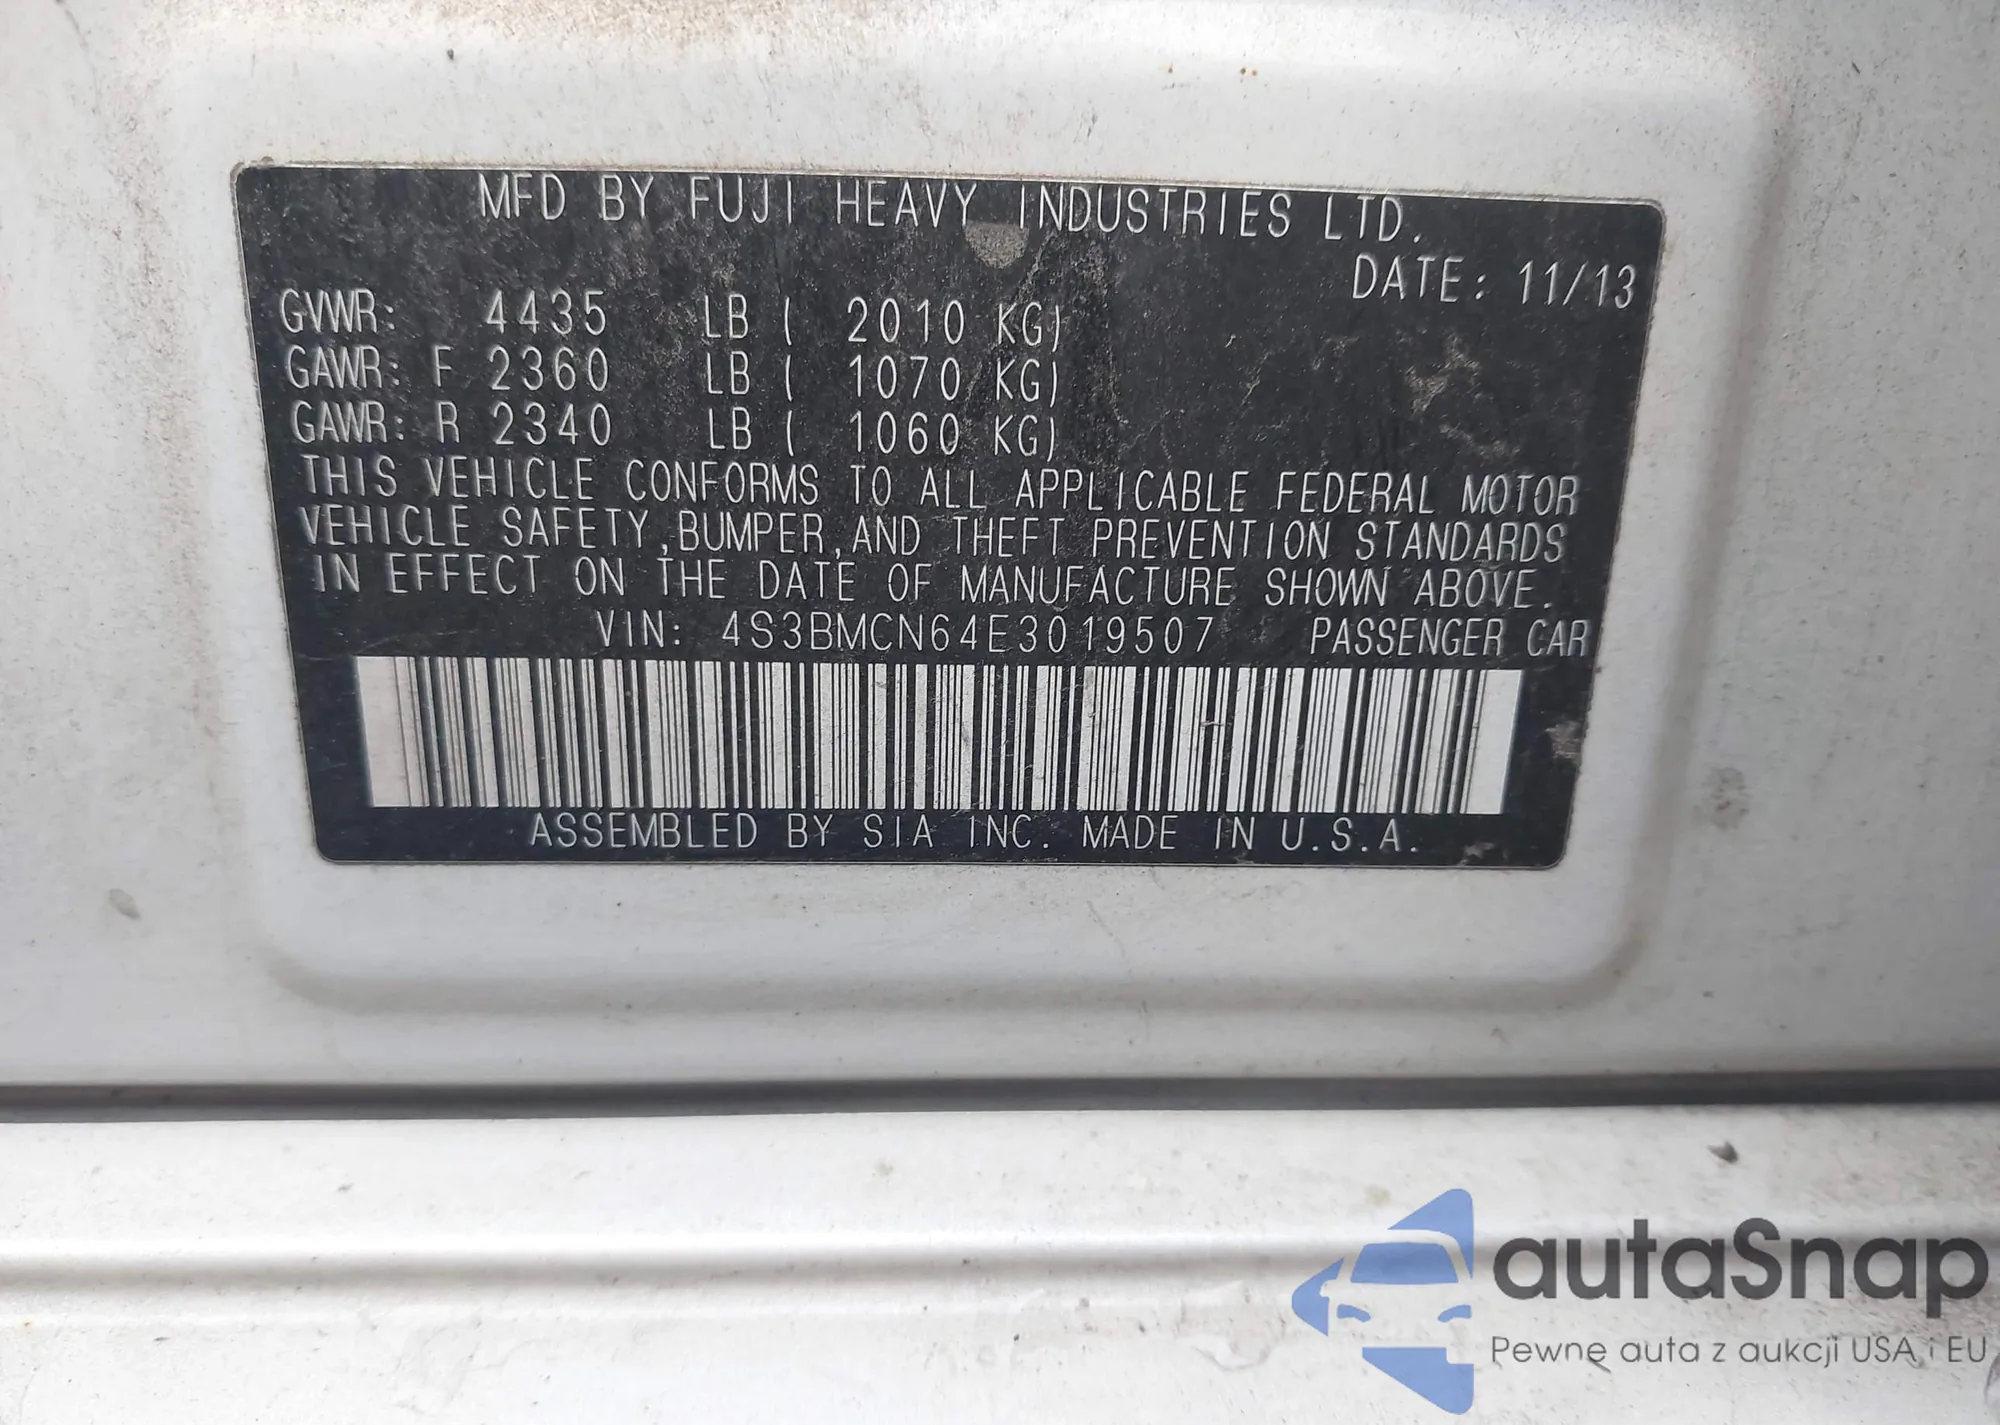 MFD BY FUJI HEAVY INDUSTRIES LTD.
DATE: 11/13
GVWR: 4435 LB ( 2010 KG)
GAWR: F 2360 LB ( 1070 KG)
GAWR: R 2340 LB ( 1060 KG)
THIS VEHICLE CONFORMS TO ALL APPLICABLE FEDERAL MOTOR
VEHICLE SAFETY,BUMPER,AND THEFT PREVENTION STANDARDS
IN EFFECT ON THE DATE OF MANUFACTURE SHOWN ABOVE.
VIN: 4S3BMCN64E3019507 PASSENGER CAR
ASSEMBLED BY SIA INC. MADE IN U.S.A.
autaSnap
Pewne auta z aukcji USA i EU